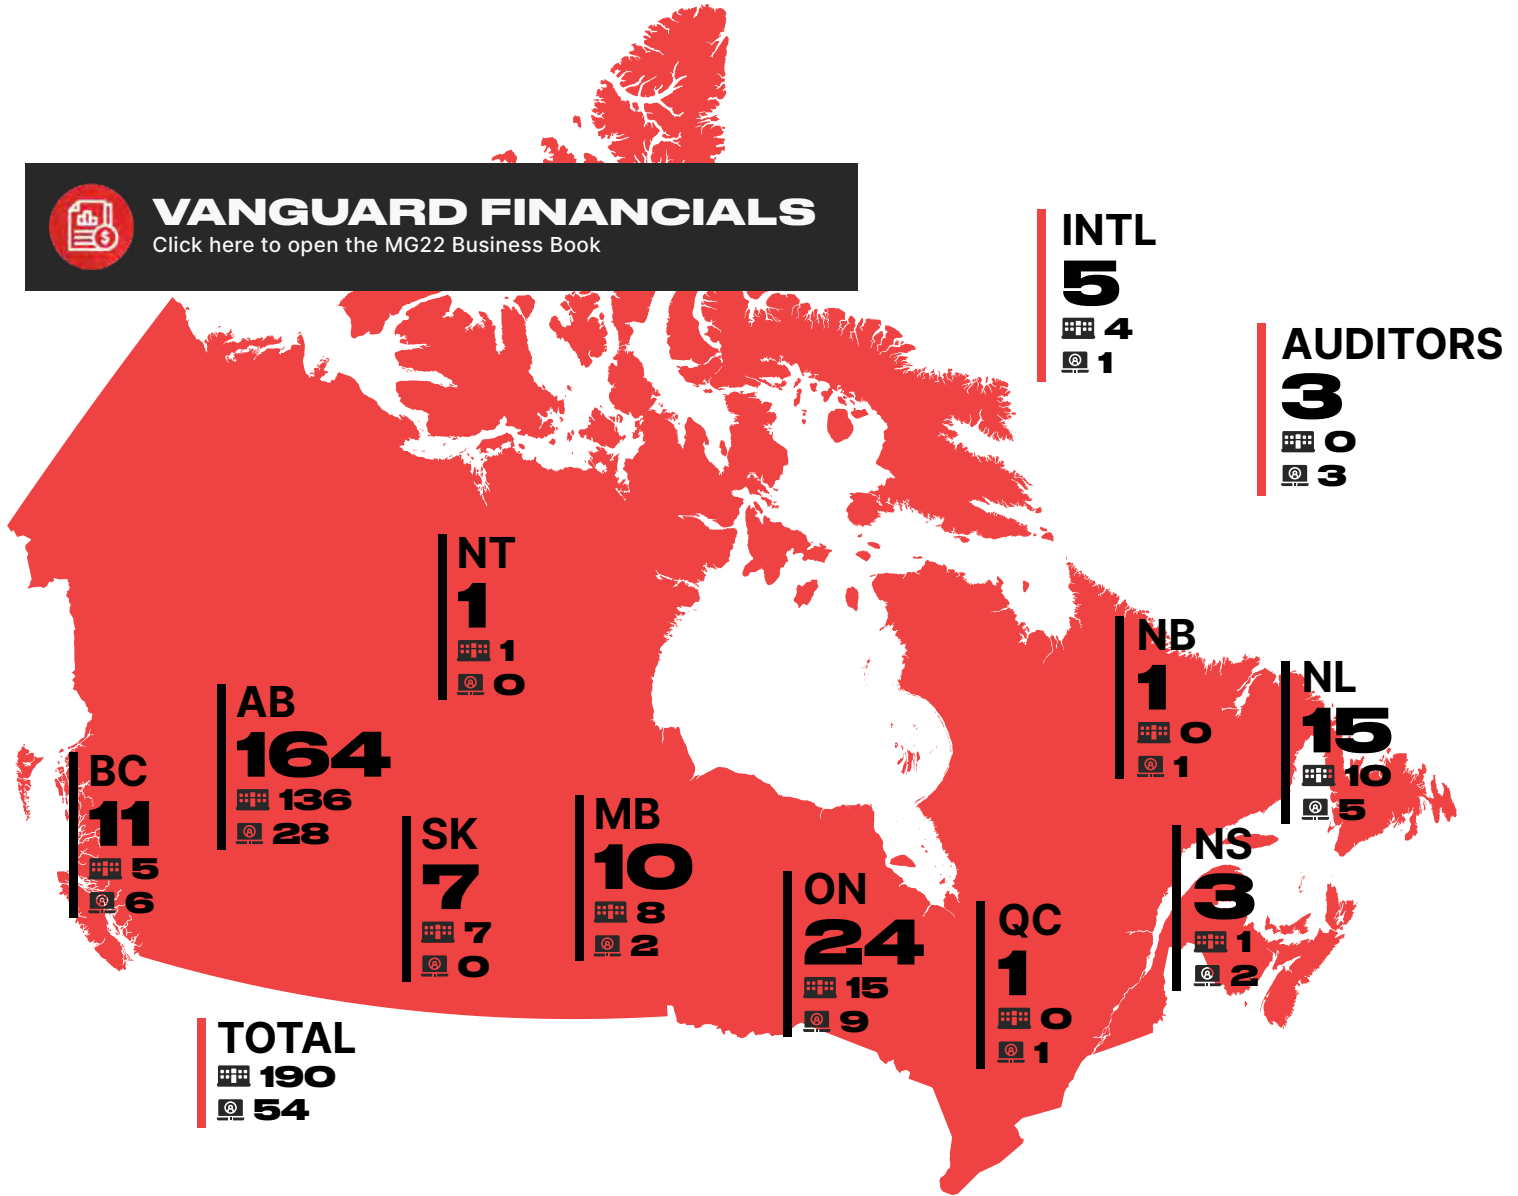 VANGUARD FINANCIALS
Click here to open the MG22 Business Book
INTL
5
4
1
AUDITORS
3
0
3
NT
1
1
0
NB
1
0
1
NL
15
10
5
AB
164
136
28
BC
11
5
6
SK
7
7
0
MB
10
8
2
ON
24
15
9
QC
1
0
1
NS
3
1
2
TOTAL
190
54